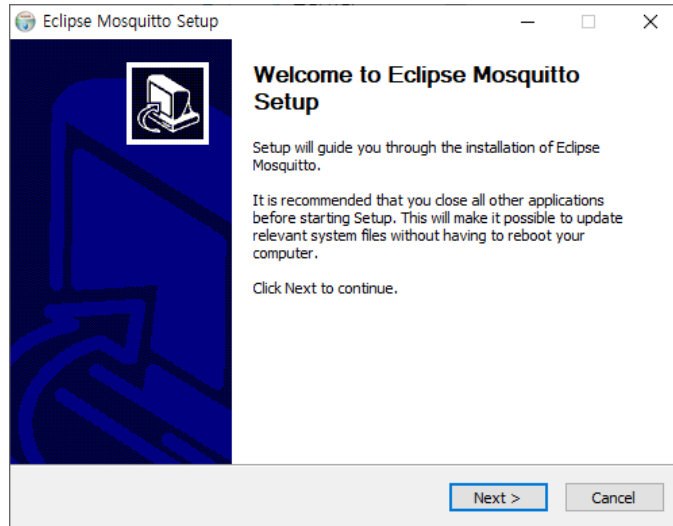 Eclipse Mosquitto Setup
Welcome to Eclipse Mosquitto
Setup
Setup will guide you through the installation of Eclipse
Mosquitto.
It is recommended that you close all other applications
before starting Setup. This will make it possible to update
relevant system files without having to reboot your
computer.
Click Next to continue.
Next >
Cancel